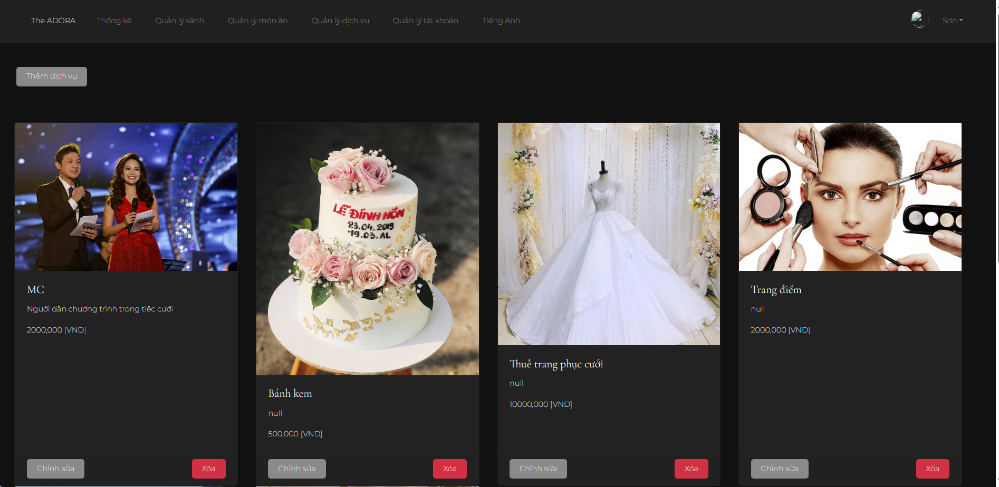 The ADORA
Thống kê
Quản lý sảnh
Quản lý món ăn
Quản lý dịch vụ
Quản lý tài khoản
Tiếng Anh
Sơn
Thêm dịch vụ
MC
Người dẫn chương trình trong tiệc cưới
2000,000 [VND]
Chỉnh sửa
Xóa
LỄ ĐÍNH HÔN
23.04.2019
19.03.AL
Bánh kem
null
500,000 [VND]
Chỉnh sửa
Xóa
Thuê trang phục cưới
null
10000,000 [VND]
Chỉnh sửa
Xóa
Trang điểm
null
2000,000 [VND]
Chỉnh sửa
Xóa